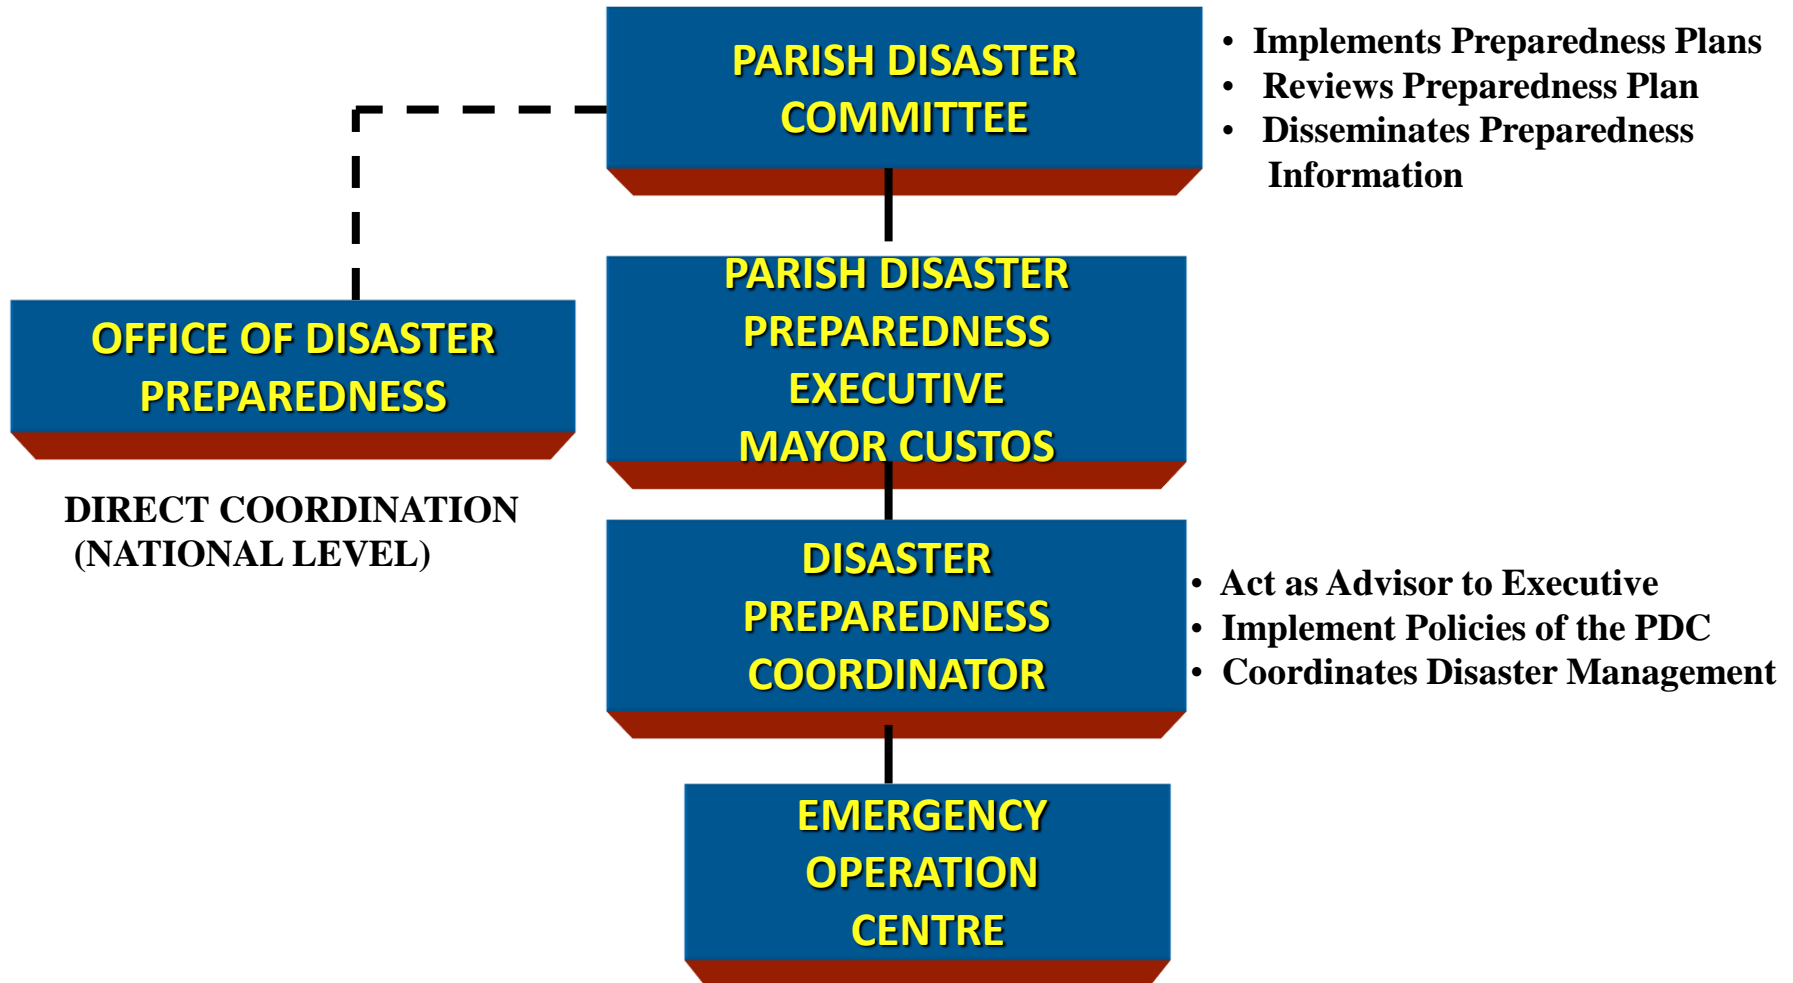 PARISH DISASTER
COMMITTEE
• Implements Preparedness Plans
• Reviews Preparedness Plan
• Disseminates Preparedness
Information
OFFICE OF DISASTER
PREPAREDNESS
DIRECT COORDINATION
(NATIONAL LEVEL)
PARISH DISASTER
PREPAREDNESS
EXECUTIVE
MAYOR CUSTOS
DISASTER
PREPAREDNESS
COORDINATOR
• Act as Advisor to Executive
• Implement Policies of the PDC
• Coordinates Disaster Management
EMERGENCY
OPERATION
CENTRE